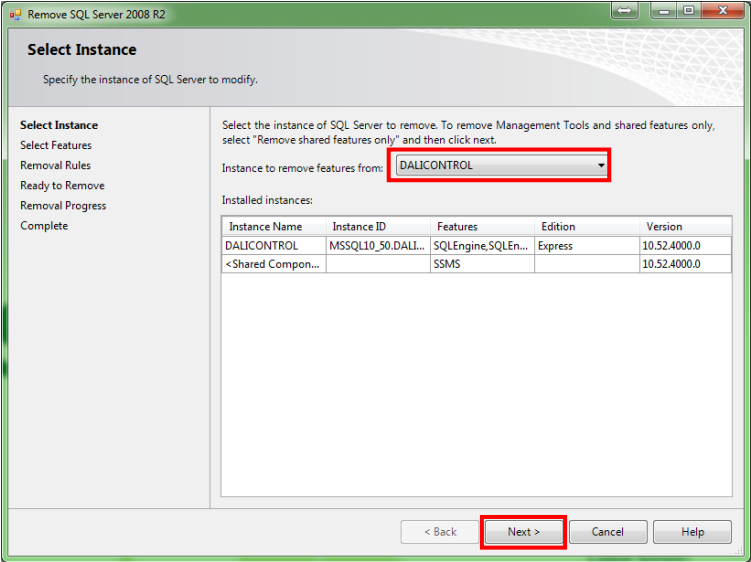 Remove SQL Server 2008 R2
Select Instance
Specify the instance of SQL Server to modify.
Select Instance
Select Features
Removal Rules
Ready to Remove
Removal Progress
Complete
Select the instance of SQL Server to remove. To remove Management Tools and shared features only,
select "Remove shared features only" and then click next.
Instance to remove features from: DALICONTROL
Installed instances:
Instance Name Instance ID Features Edition Version
DALICONTROL MSSQL10_50.DALI... SQLEngine,SQLEn... Express 10.52.4000.0
<Shared Compon... SSMS 10.52.4000.0
< Back Next > Cancel Help